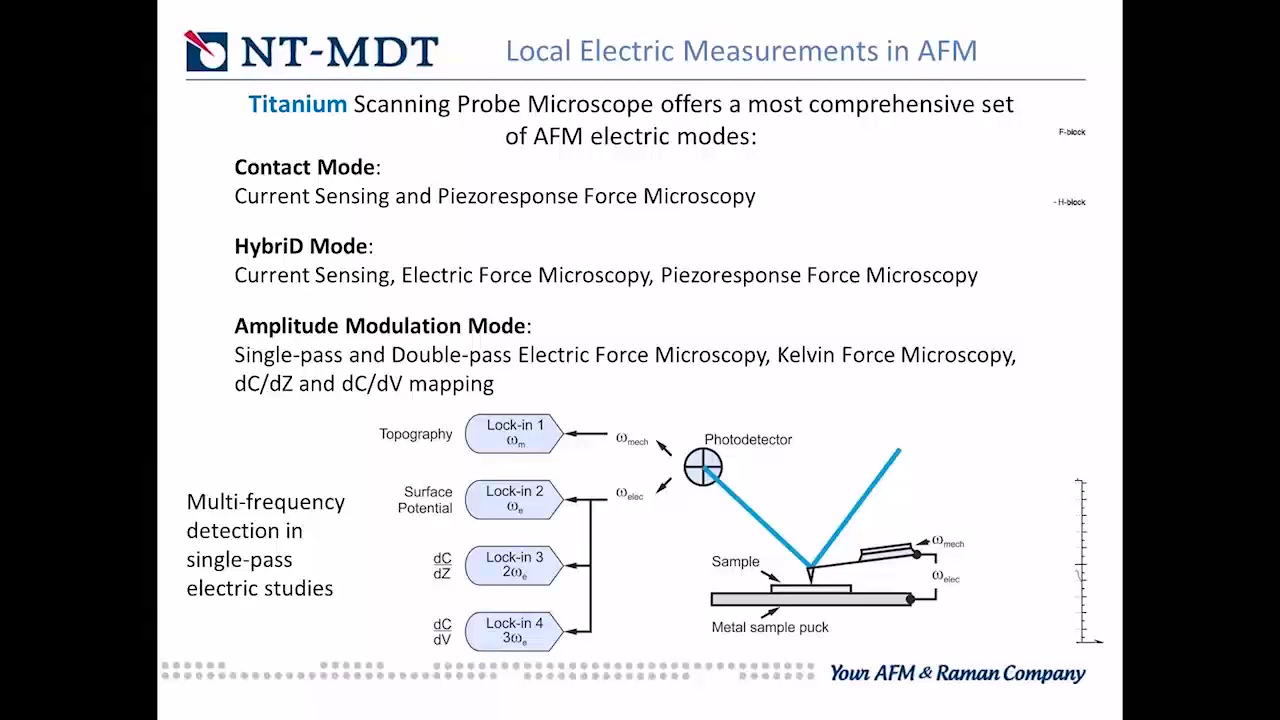 NT-MDT
Local Electric Measurements in AFM
Titanium Scanning Probe Microscope offers a most comprehensive set
of AFM electric modes:
F-block
Contact Mode:
Current Sensing and Piezoresponse Force Microscopy
- H-block
HybriD Mode:
Current Sensing, Electric Force Microscopy, Piezoresponse Force Microscopy
Amplitude Modulation Mode:
Single-pass and Double-pass Electric Force Microscopy, Kelvin Force Microscopy,
dC/dZ and dC/dV mapping
Multi-frequency
detection in
single-pass
electric studies
Topography
Lock-in 1
ωm
Surface
Potential
Lock-in 2
ωe
dC
dZ
Lock-in 3
2ωe
dC
dV
Lock-in 4
3ωe
ωmech
ωelec
Photodetector
Sample
ωmech
ωelec
Metal sample puck
Your AFM & Raman Company